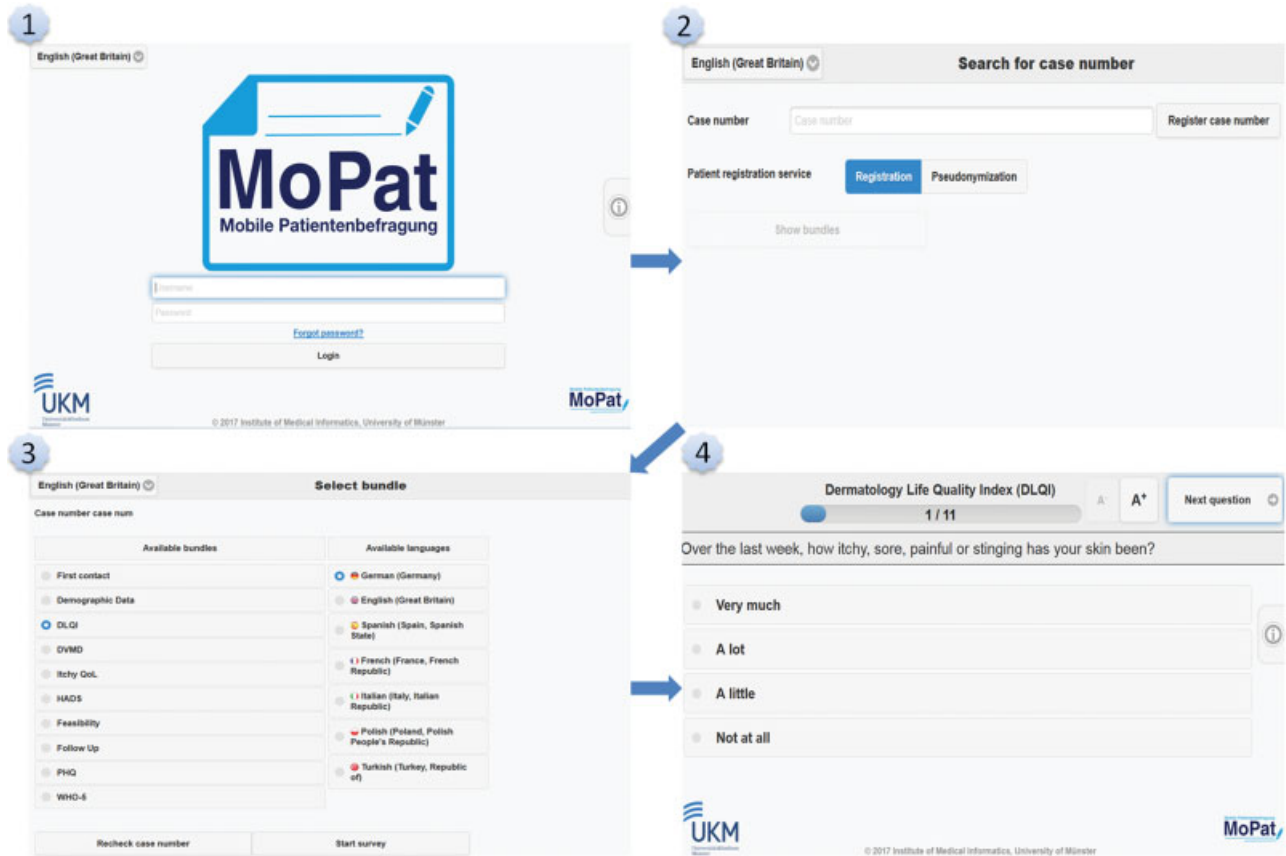 1
English (Great Britain)
MoPat
Mobile Patientenbefragung
Username
Password
Forgot password?
Login
UKM
MoPat
© 2017 Institute of Medical Informatics, University of Münster
2
English (Great Britain)
Search for case number
Case number
Case number
Register case number
Patient registration service
Registration
Pseudonymization
Show bundles
3
English (Great Britain)
Select bundle
Case number case num
Available bundles
Available languages
First contact
Demographic Data
DLQI
DVMD
Itchy QoL
HADS
Feasibility
Follow Up
PHQ
WHO-5
German (Germany)
English (Great Britain)
Spanish (Spain, Spanish
State)
French (France, French
Republic)
Italian (Italy, Italian
Republic)
Polish (Poland, Polish
People's Republic)
Turkish (Turkey, Republic
of)
Recheck case number
Start survey
4
Dermatology Life Quality Index (DLQI)
1 / 11
A-
A+
Next question
Over the last week, how itchy, sore, painful or stinging has your skin been?
Very much
A lot
A little
Not at all
UKM
MoPat
© 2017 Institute of Medical Informatics, University of Münster